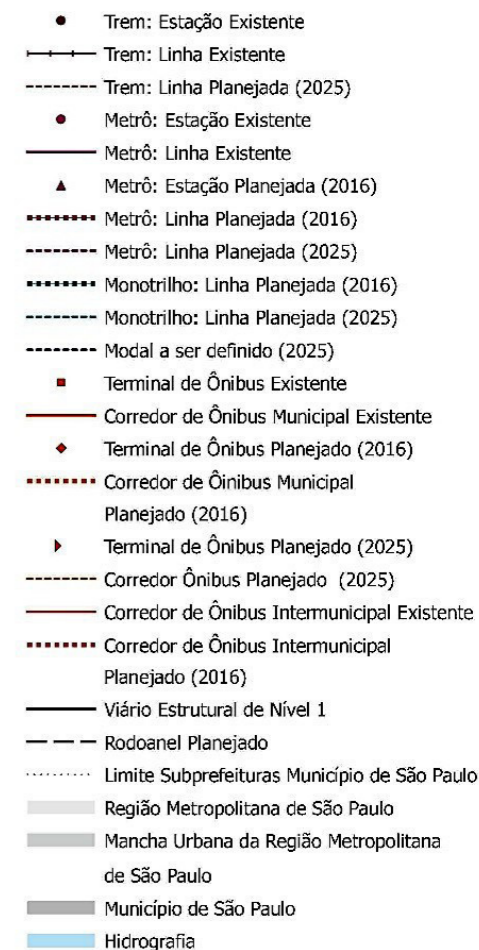 Trem: Estação Existente
Trem: Linha Existente
Trem: Linha Planejada (2025)
Metrô: Estação Existente
Metrô: Linha Existente
Metrô: Estação Planejada (2016)
Metrô: Linha Planejada (2016)
Metrô: Linha Planejada (2025)
Monotrilho: Linha Planejada (2016)
Monotrilho: Linha Planejada (2025)
Modal a ser definido (2025)
Terminal de Ônibus Existente
Corredor de Ônibus Municipal Existente
Terminal de Ônibus Planejado (2016)
Corredor de Ôinibus Municipal
Planejado (2016)
Terminal de Ônibus Planejado (2025)
Corredor Ônibus Planejado (2025)
Corredor de Ônibus Intermunicipal Existente
Corredor de Ônibus Intermunicipal
Planejado (2016)
Viário Estrutural de Nível 1
Rodoanel Planejado
Limite Subprefeituras Município de São Paulo
Região Metropolitana de São Paulo
Mancha Urbana da Região Metropolitana
de São Paulo
Município de São Paulo
Hidrografia